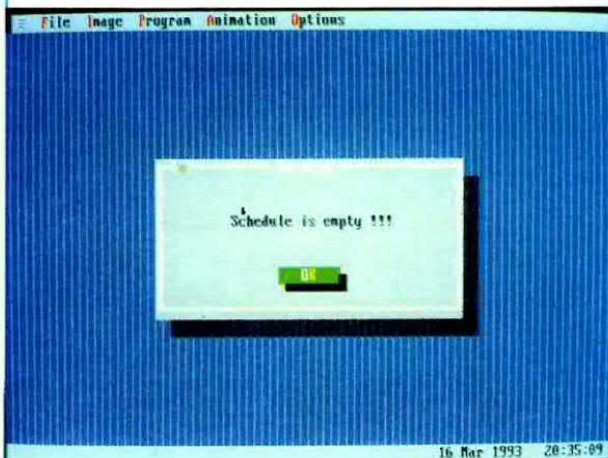 ≡ File Image Program Animation Options
Schedule is empty !!!
OK
16 Mar 1993 20:35:09